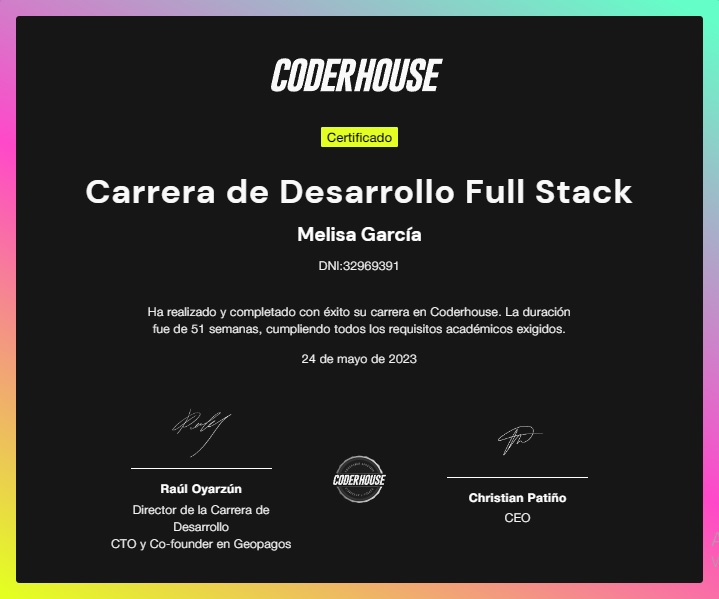 CODERHOUSE
Certificado
Carrera de Desarrollo Full Stack
Melisa García
DNI:32969391
Ha realizado y completado con éxito su carrera en Coderhouse. La duración
fue de 51 semanas, cumpliendo todos los requisitos académicos exigidos.
24 de mayo de 2023
Raúl Oyarzún
Director de la Carrera de
Desarrollo
CTO y Co-founder en Geopagos
CODERHOUSE
Christian Patiño
CEO